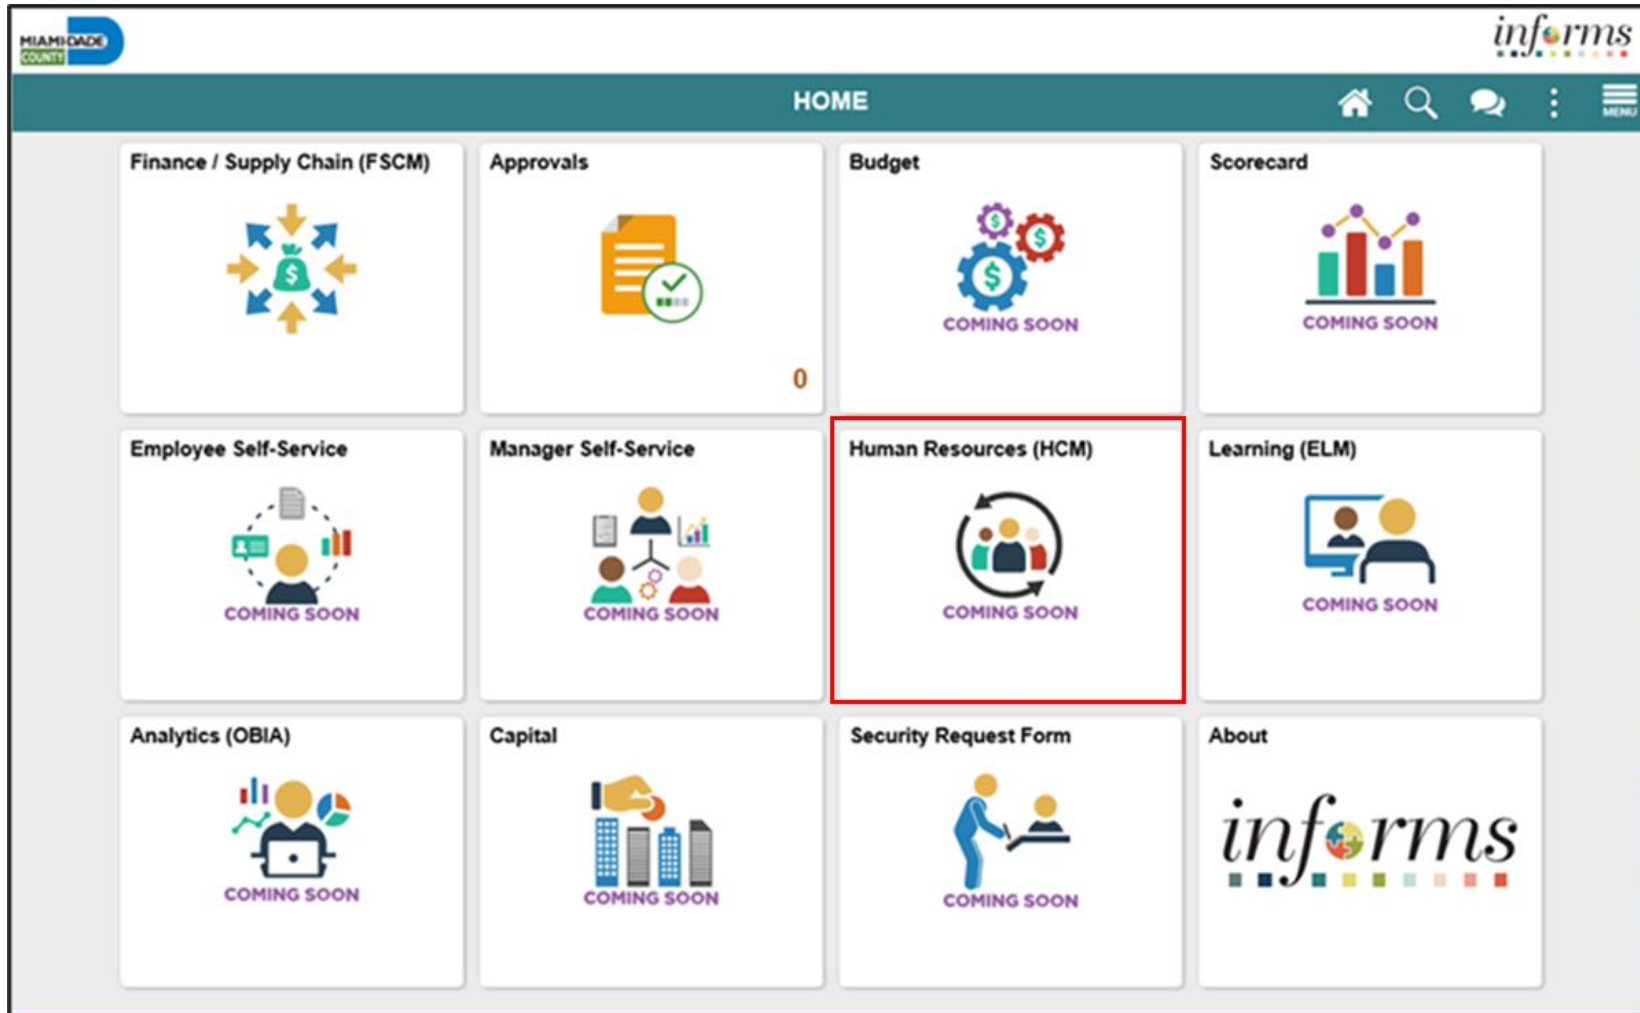 MIAMI-DADE
COUNTY
informs
HOME
MENU
Finance / Supply Chain (FSCM)
Approvals
Budget
Scorecard
$
$
$
$
COMING SOON
COMING SOON
0
Employee Self-Service
Manager Self-Service
Human Resources (HCM)
Learning (ELM)
COMING SOON
COMING SOON
COMING SOON
COMING SOON
Analytics (OBIA)
Capital
Security Request Form
About
informs
COMING SOON
COMING SOON
COMING SOON